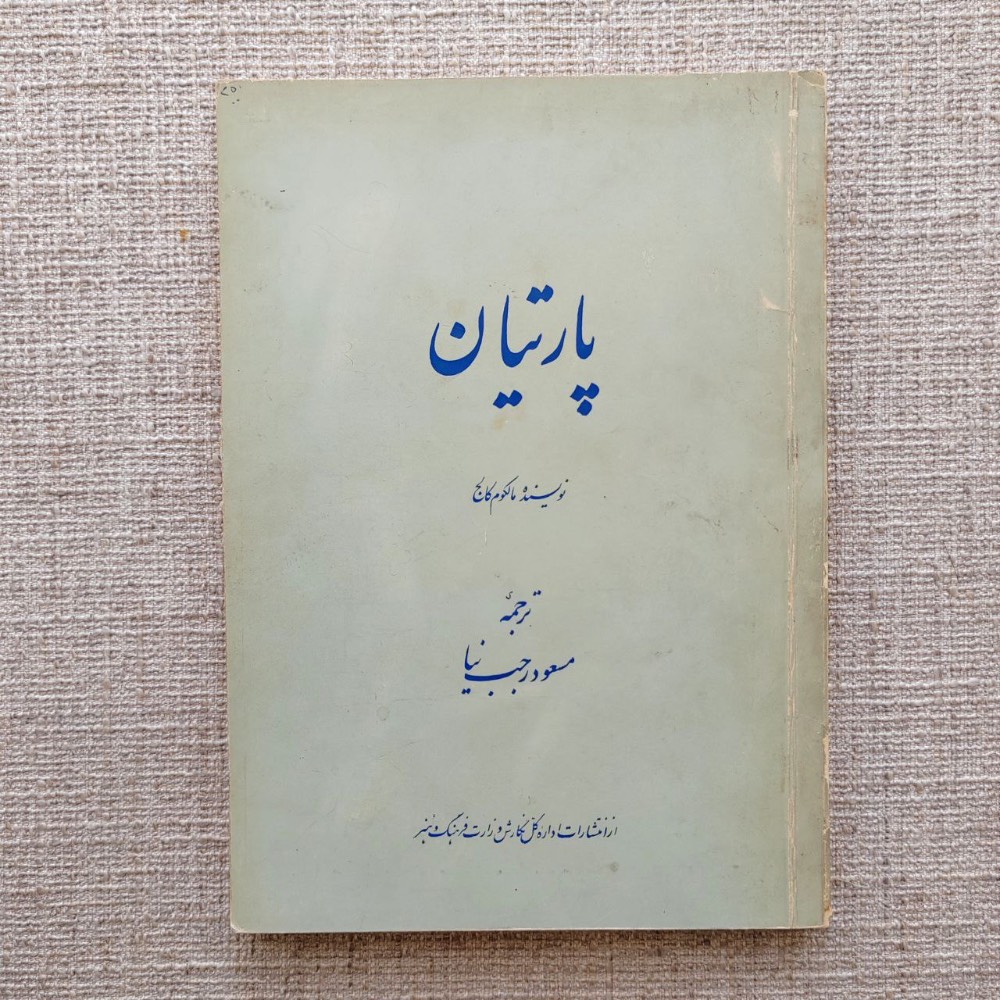 پارتیان
نویسنده مالکوم کالج
ترجمهٔ
مسعود رجب نیا
از انتشارات اداره کل نگارش وزارت فرهنگ و هنر